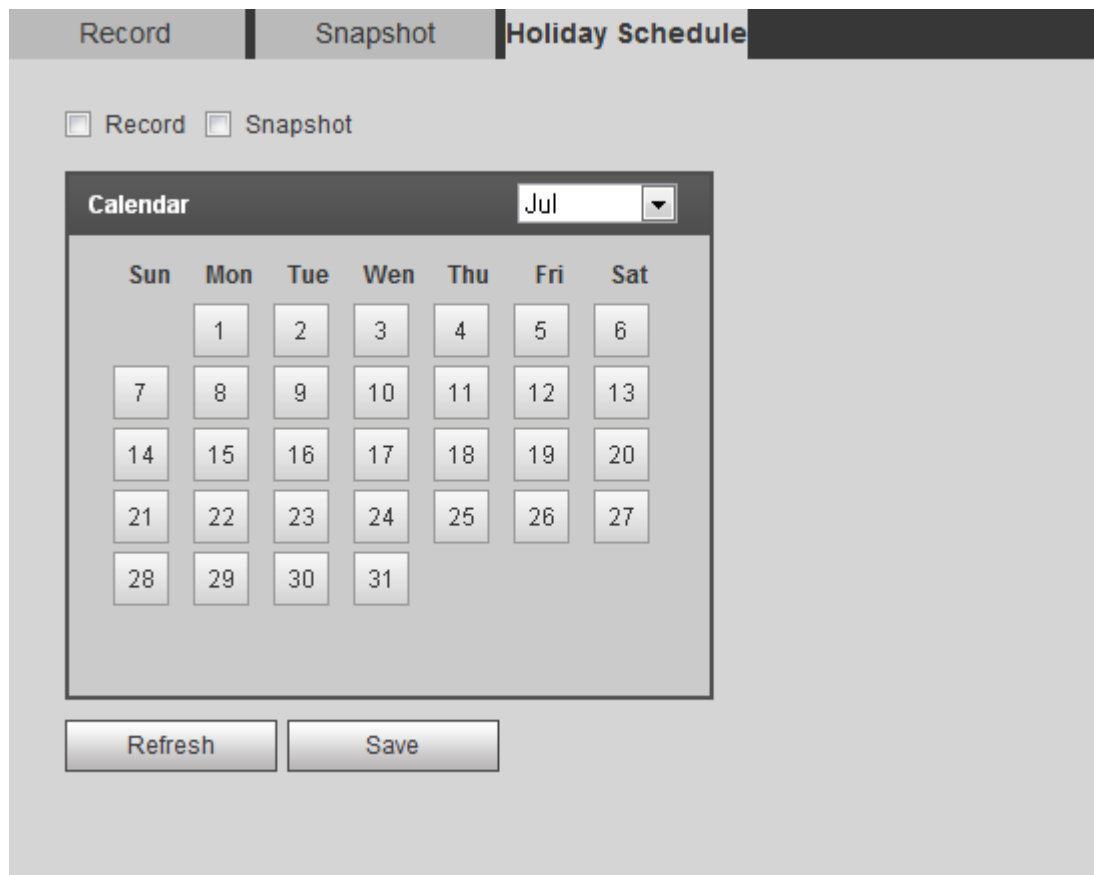 Record Snapshot Holiday Schedule
Record Snapshot
Calendar Jul
Sun Mon Tue Wen Thu Fri Sat
1 2 3 4 5 6
7 8 9 10 11 12 13
14 15 16 17 18 19 20
21 22 23 24 25 26 27
28 29 30 31
Refresh Save